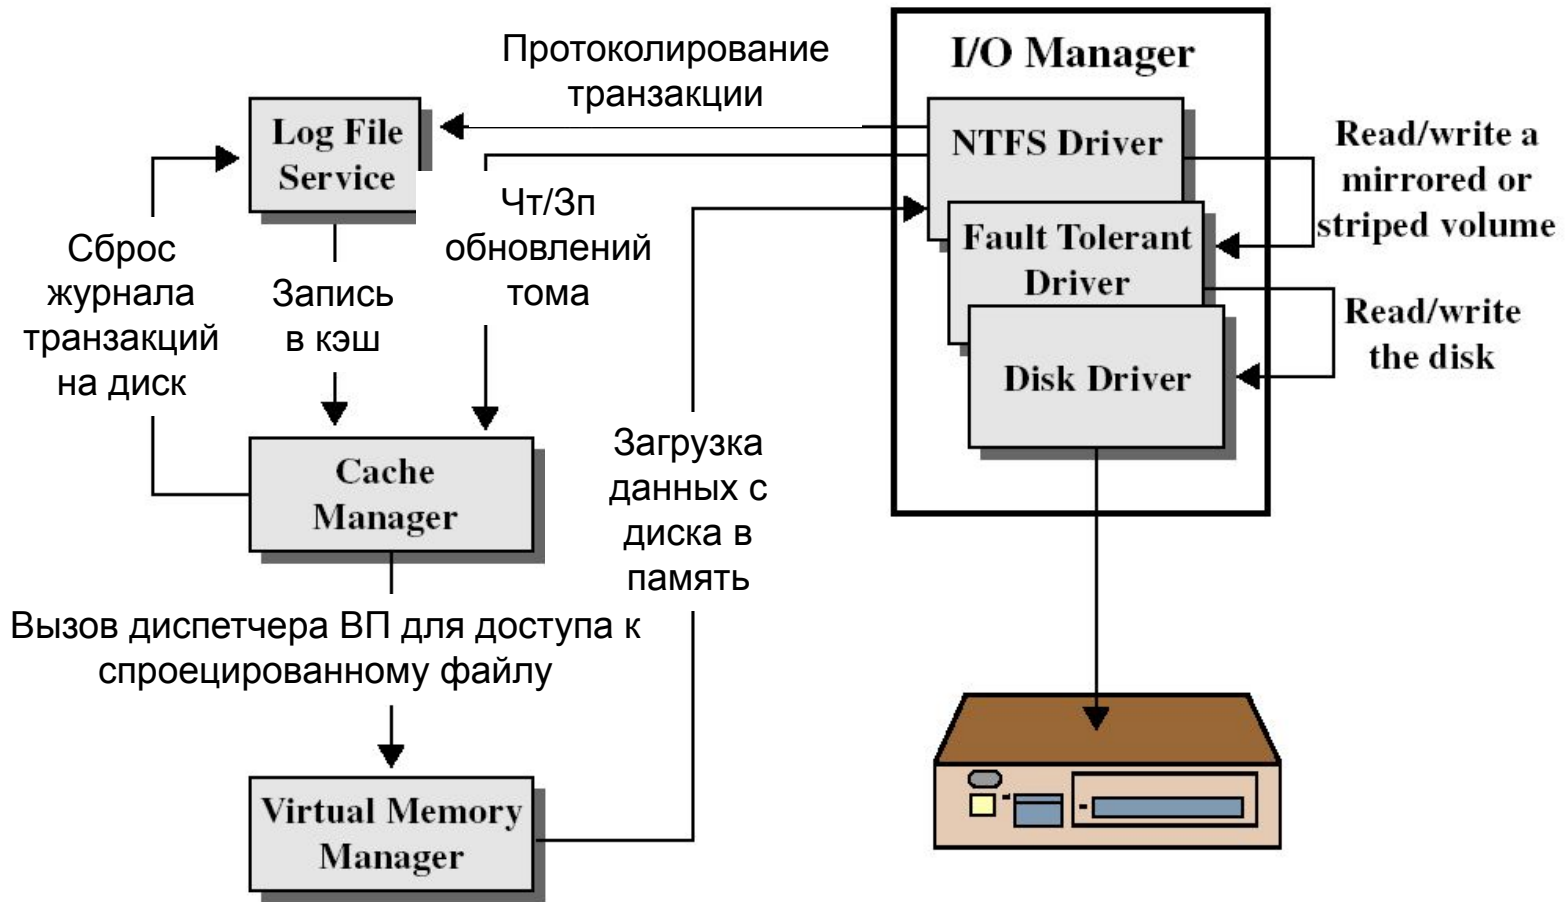 Протоколирование
транзакции
I/O Manager
Log File
Service
NTFS Driver
Read/write a
mirrored or
striped volume
Чт/Зп
обновлений
тома
Fault Tolerant
Driver
Сброс
журнала
транзакций
на диск
Запись
в кэш
Read/write
the disk
Disk Driver
Cache
Manager
Загрузка
данных с
диска в
память
Вызов диспетчера ВП для доступа к
спроецированному файлу
Virtual Memory
Manager